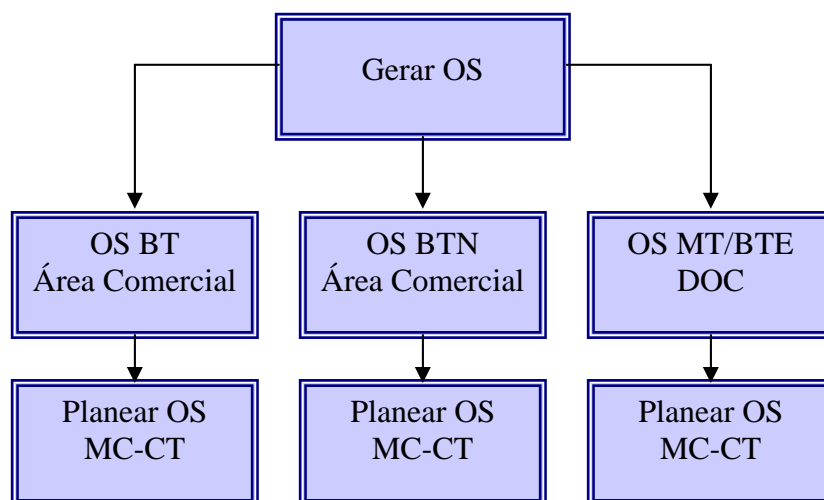 Gerar OS
OS BT
Área Comercial
OS BTN
Área Comercial
OS MT/BTE
DOC
Planear OS
MC-CT
Planear OS
MC-CT
Planear OS
MC-CT